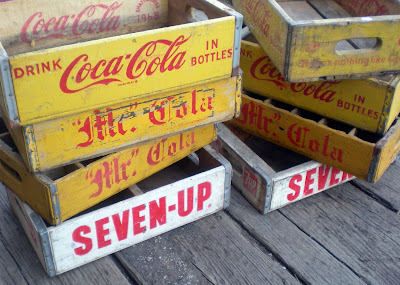 Coca-Cola
DRINK Coca-Cola IN BOTTLES
"Mr." Cola
"Mr." Cola
SEVEN-UP
Coca-Cola IN BOTTLES
"Mr." Cola
7up
SEVEN